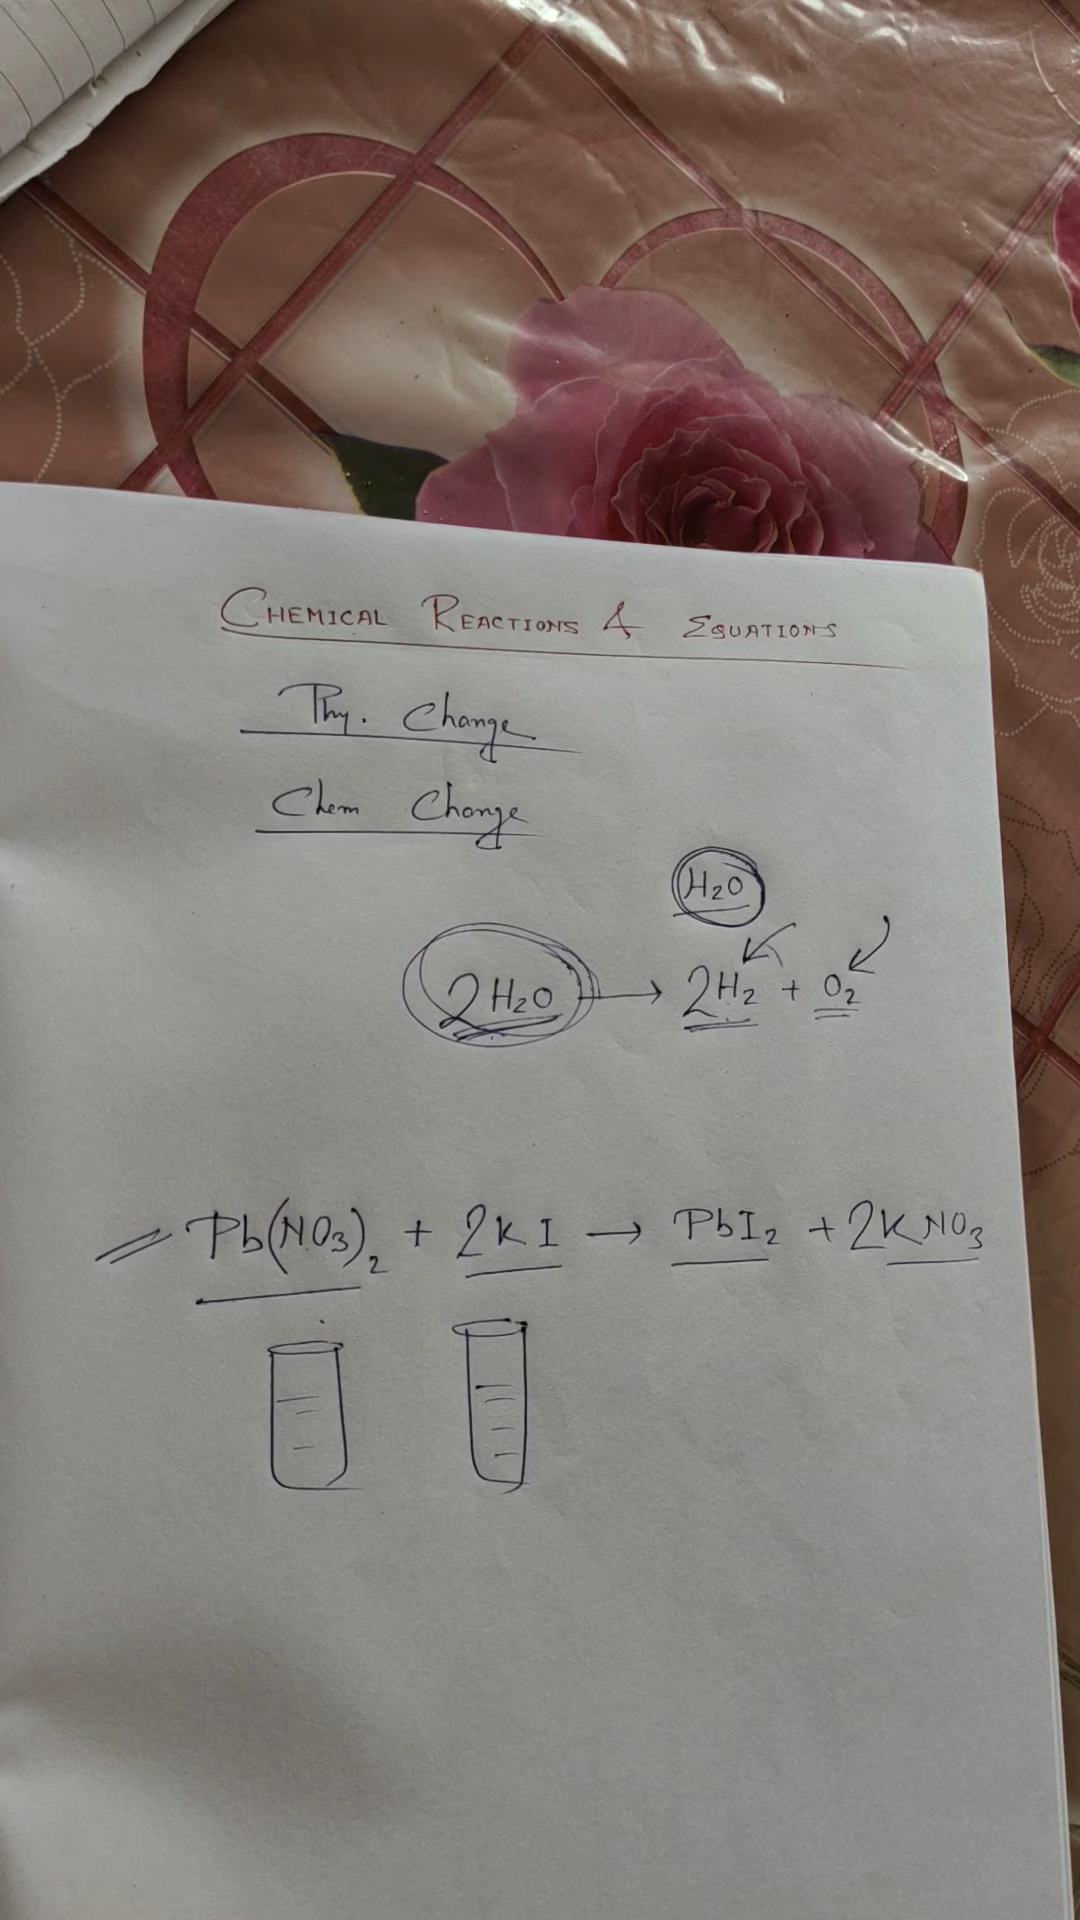 CHEMICAL REACTIONS & EQUATIONS
Phy. Change
Chem Change
H₂O
2H₂O → 2H₂ + O₂
Pb(NO₃)₂ + 2KI → PbI₂ + 2KNO₃